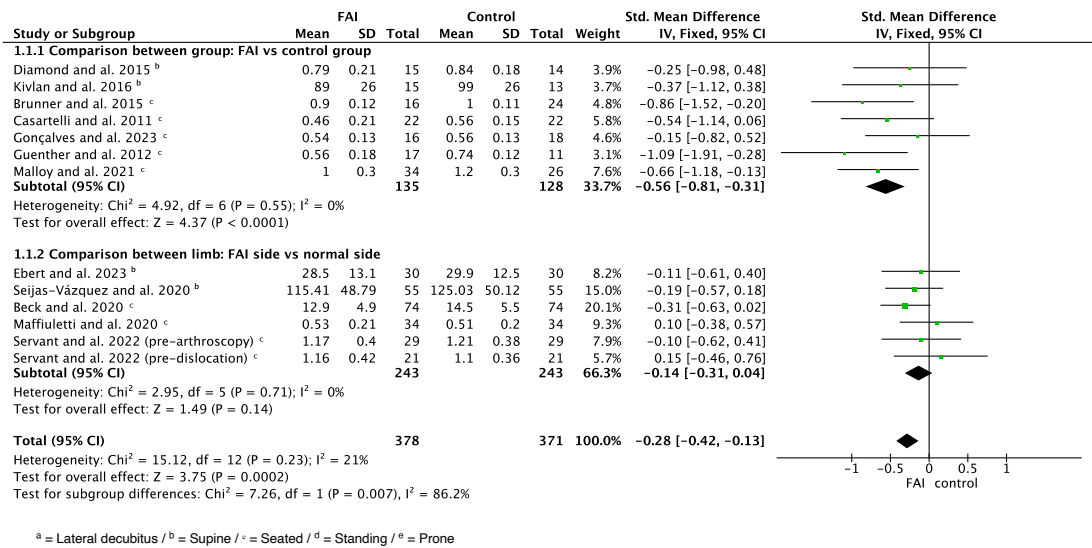 FAI Control Std. Mean Difference Std. Mean Difference
Study or Subgroup Mean SD Total Mean SD Total Weight IV, Fixed, 95% CI IV, Fixed, 95% CI
1.1.1 Comparison between group: FAI vs control group
Diamond et al. 2015 ᵇ 0.79 0.21 15 0.84 0.18 14 3.9% -0.25 [-0.98, 0.48]
Kivlan et al. 2016 ᵇ 89 26 15 99 26 13 3.7% -0.37 [-1.12, 0.38]
Brunner et al. 2015 ᶜ 0.9 0.12 16 1 0.11 24 4.8% -0.86 [-1.52, -0.20]
Casartelli et al. 2011 ᶜ 0.46 0.21 22 0.56 0.15 22 5.8% -0.54 [-1.14, 0.06]
Gonçalves et al. 2023 ᶜ 0.54 0.13 16 0.56 0.13 18 4.6% -0.15 [-0.82, 0.52]
Guenther et al. 2012 ᶜ 0.56 0.18 17 0.74 0.12 11 3.1% -1.09 [-1.91, -0.28]
Malloy et al. 2021 ᶜ 1 0.3 34 1.2 0.3 26 7.6% -0.66 [-1.18, -0.13]
Subtotal (95% CI) 135 128 33.7% -0.56 [-0.81, -0.31]
Heterogeneity: Chi² = 4.92, df = 6 (P = 0.55); I² = 0%
Test for overall effect: Z = 4.37 (P < 0.0001)
1.1.2 Comparison between limb: FAI side vs normal side
Ebert et al. 2023 ᵇ 28.5 13.1 30 29.9 12.5 30 8.2% -0.11 [-0.61, 0.40]
Seijas-Vázquez et al. 2020 ᵇ 115.41 48.79 55 125.03 50.12 55 15.0% -0.19 [-0.57, 0.18]
Beck et al. 2020 ᶜ 12.9 4.9 74 14.5 5.5 74 20.1% -0.31 [-0.63, 0.02]
Maffiuletti et al. 2020 ᶜ 0.53 0.21 34 0.51 0.2 34 9.3% 0.10 [-0.38, 0.57]
Servant et al. 2022 (pre-arthroscopy) ᶜ 1.17 0.4 29 1.21 0.38 29 7.9% -0.10 [-0.62, 0.41]
Servant et al. 2022 (pre-dislocation) ᶜ 1.16 0.42 21 1.1 0.36 21 5.7% 0.15 [-0.46, 0.76]
Subtotal (95% CI) 243 243 66.3% -0.14 [-0.31, 0.04]
Heterogeneity: Chi² = 2.95, df = 5 (P = 0.71); I² = 0%
Test for overall effect: Z = 1.49 (P = 0.14)
Total (95% CI) 378 371 100.0% -0.28 [-0.42, -0.13]
Heterogeneity: Chi² = 15.12, df = 12 (P = 0.23); I² = 21%
Test for overall effect: Z = 3.75 (P = 0.0002)
Test for subgroup differences: Chi² = 7.26, df = 1 (P = 0.007), I² = 86.2%
-1 -0.5 0 0.5 1
FAI control
ᵃ = Lateral decubitus / ᵇ = Supine / ᶜ = Seated / ᵈ = Standing / ᵉ = Prone